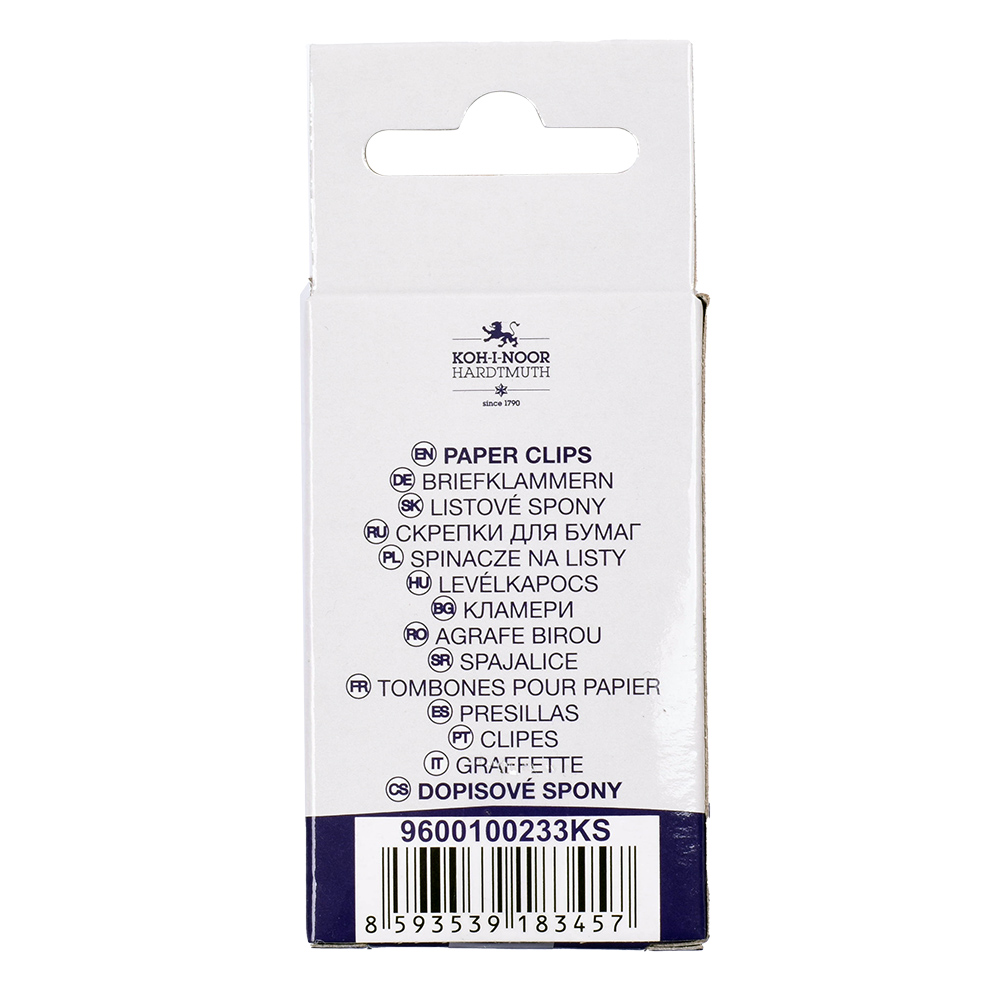 KOH-I-NOOR
HARDTMUTH
since 1790
EN PAPER CLIPS
DE BRIEFKLAMMERN
SK LISTOVÉ SPONY
RU СКРЕПКИ ДЛЯ БУМАГ
PL SPINACZE NA LISTY
HU LEVÉLKAPOCS
BG КЛАМЕРИ
RO AGRAFE BIROU
SR SPAJALICE
FR TOMBONES POUR PAPIER
ES PRESILLAS
PT CLIPES
IT GRAFFETTE
CS DOPISOVÉ SPONY
9600100233KS
8 593539 183457